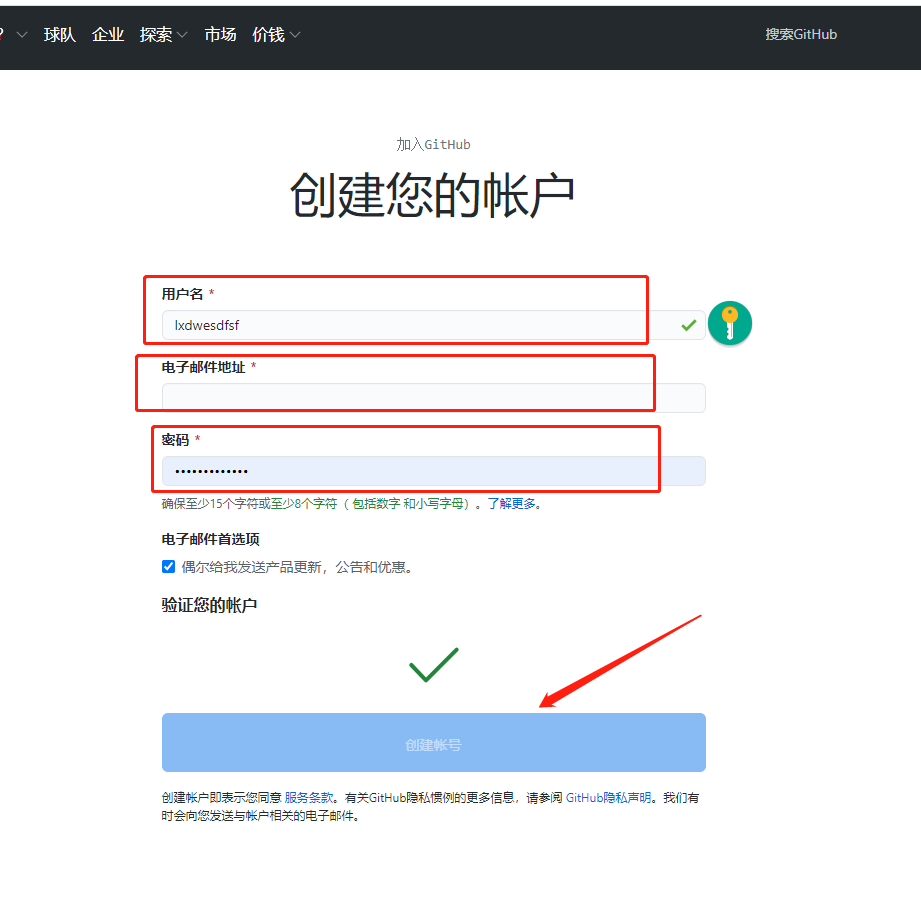 ? 球队 企业 探索 市场 价钱 搜索GitHub
加入GitHub
创建您的帐户
用户名 *
lxdwesdfsf
电子邮件地址 *
密码 *
•••••••••••••
确保至少15个字符或至少8个字符（ 包括数字 和小写字母）。了解更多。
电子邮件首选项
偶尔给我发送产品更新，公告和优惠。
验证您的帐户
创建帐号
创建帐户即表示您同意 服务条款。有关GitHub隐私惯例的更多信息，请参阅 GitHub隐私声明。我们有
时会向您发送与帐户相关的电子邮件。